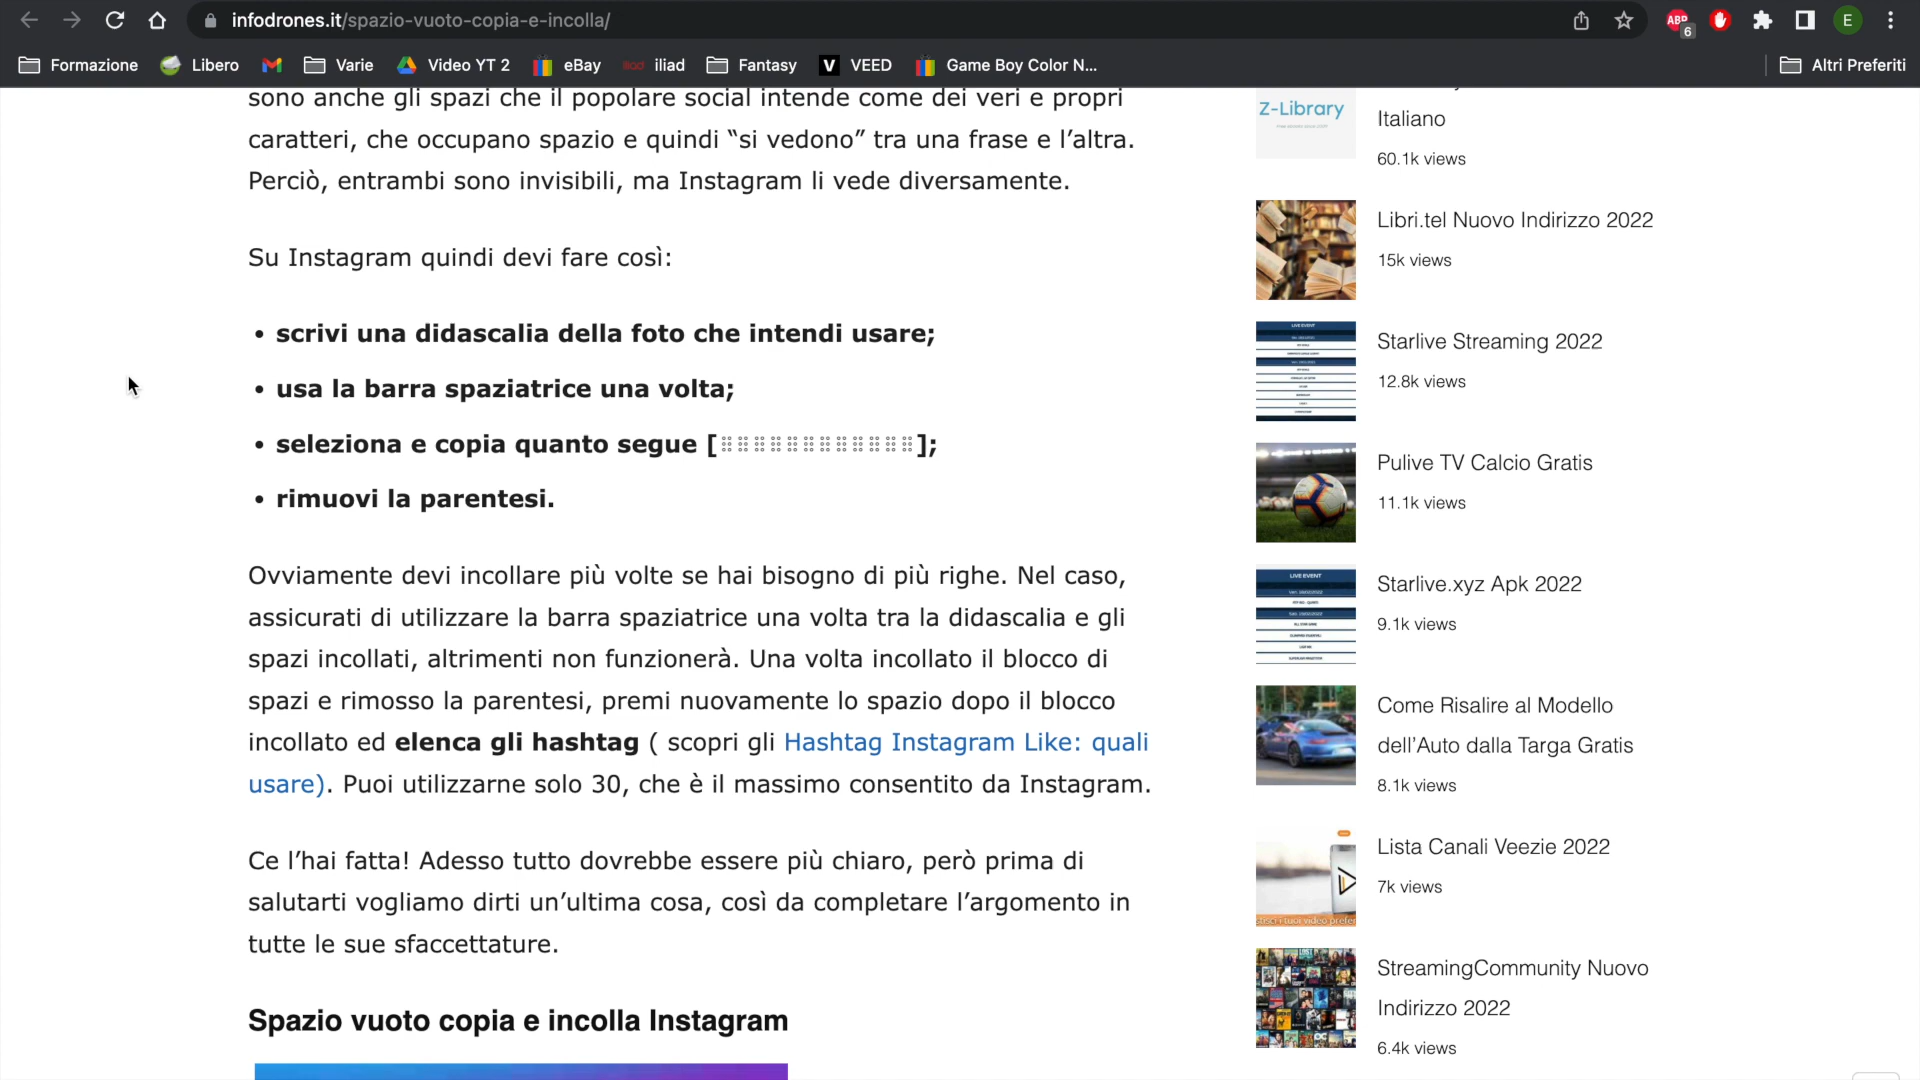 infodrones.it/spazio-vuoto-copia-e-incolla/
ABP
6
E
Formazione
Libero
Varie
Video YT 2
eBay
iliad
Fantasy
V
VEED
Game Boy Color N...
Altri Preferiti
sono anche gli spazi che il popolare social intende come dei veri e propri
caratteri, che occupano spazio e quindi “si vedono” tra una frase e l’altra.
Perciò, entrambi sono invisibili, ma Instagram li vede diversamente.
Su Instagram quindi devi fare così:
• scrivi una didascalia della foto che intendi usare;
• usa la barra spaziatrice una volta;
• seleziona e copia quanto segue [⠿⠿⠿⠿⠿⠿⠿⠿⠿⠿⠿⠿];
• rimuovi la parentesi.
Ovviamente devi incollare più volte se hai bisogno di più righe. Nel caso,
assicurati di utilizzare la barra spaziatrice una volta tra la didascalia e gli
spazi incollati, altrimenti non funzionerà. Una volta incollato il blocco di
spazi e rimosso la parentesi, premi nuovamente lo spazio dopo il blocco
incollato ed elenca gli hashtag ( scopri gli Hashtag Instagram Like: quali
usare). Puoi utilizzarne solo 30, che è il massimo consentito da Instagram.
Ce l’hai fatta! Adesso tutto dovrebbe essere più chiaro, però prima di
salutarti vogliamo dirti un’ultima cosa, così da completare l’argomento in
tutte le sue sfaccettature.
Spazio vuoto copia e incolla Instagram
Z-Library
Italiano
60.1k views
Libri.tel Nuovo Indirizzo 2022
15k views
LIVE EVENT
Starlive Streaming 2022
12.8k views
Pulive TV Calcio Gratis
11.1k views
LIVE EVENT
Starlive.xyz Apk 2022
9.1k views
Come Risalire al Modello
dell’Auto dalla Targa Gratis
8.1k views
Lista Canali Veezie 2022
7k views
StreamingCommunity Nuovo
Indirizzo 2022
6.4k views